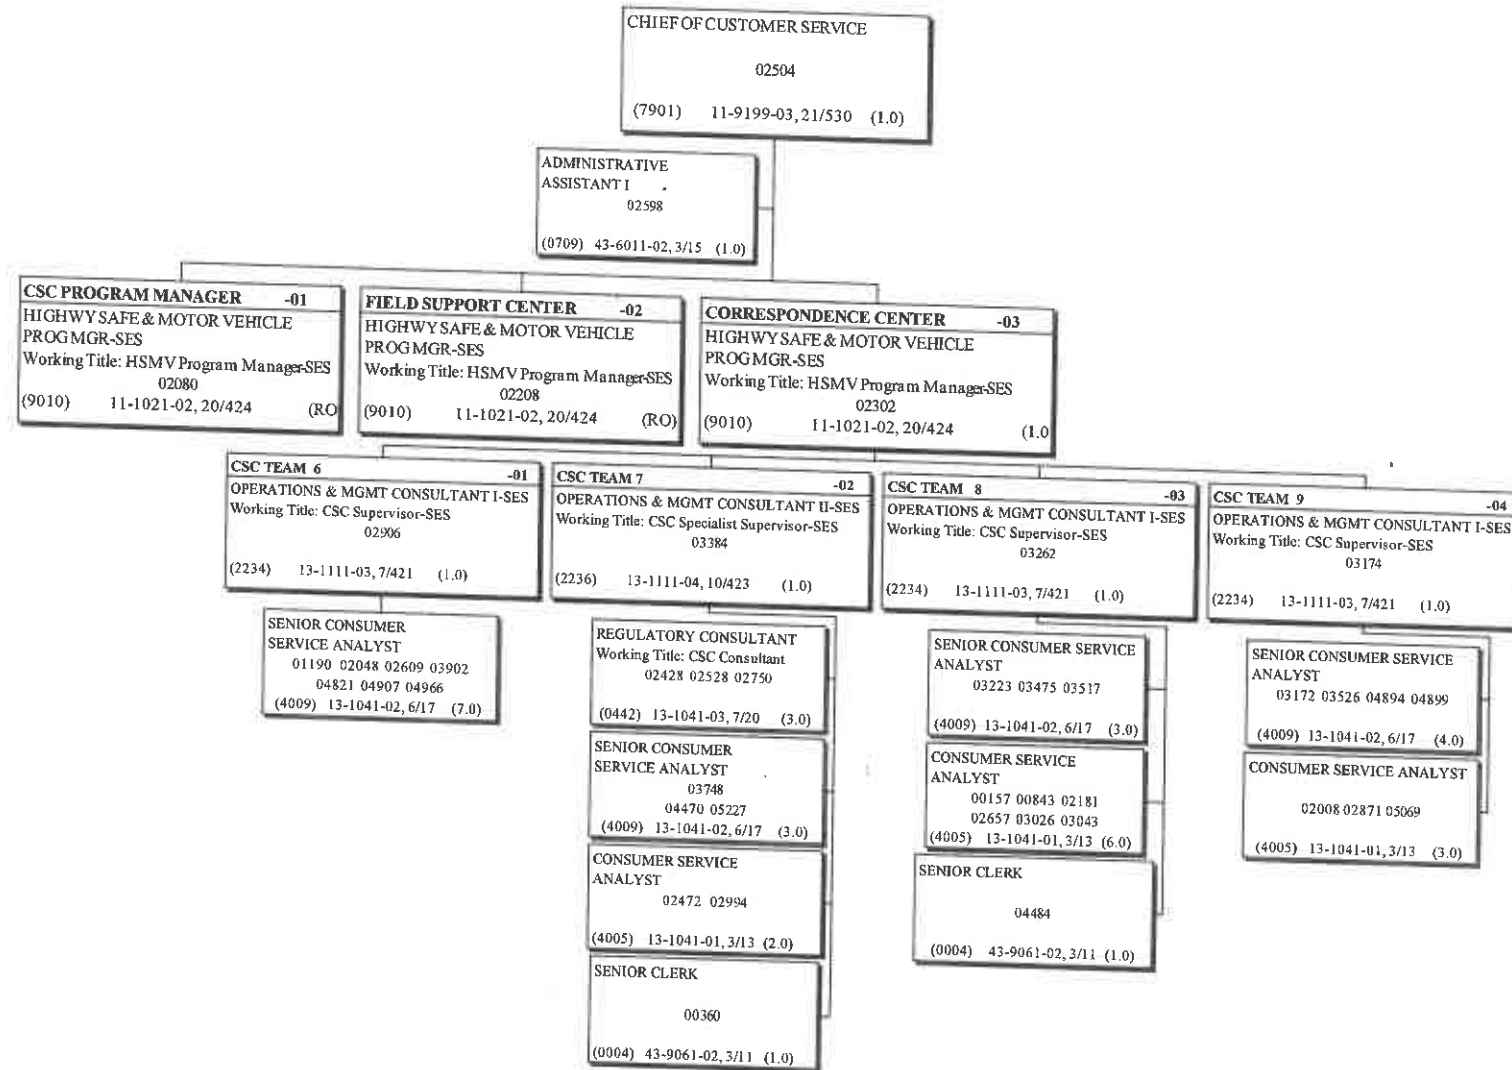 CHIEF OF CUSTOMER SERVICE
02504
(7901) 11-9199-03, 21/530 (1.0)
ADMINISTRATIVE
ASSISTANT I
02598
(0709) 43-6011-02, 3/15 (1.0)
CSC PROGRAM MANAGER -01
HIGHWY SAFE & MOTOR VEHICLE
PROG MGR-SES
Working Title: HSMV Program Manager-SES
02080
(9010) 11-1021-02, 20/424 (RO
FIELD SUPPORT CENTER -02
HIGHWY SAFE & MOTOR VEHICLE
PROG MGR-SES
Working Title: HSMV Program Manager-SES
02208
(9010) 11-1021-02, 20/424 (RO)
CORRESPONDENCE CENTER -03
HIGHWY SAFE & MOTOR VEHICLE
PROG MGR-SES
Working Title: HSMV Program Manager-SES
02302
(9010) 11-1021-02, 20/424 (1.0
CSC TEAM 6 -01
OPERATIONS & MGMT CONSULTANT I-SES
Working Title: CSC Supervisor-SES
02906
(2234) 13-1111-03, 7/421 (1.0)
CSC TEAM 7 -02
OPERATIONS & MGMT CONSULTANT II-SES
Working Title: CSC Specialist Supervisor-SES
03384
(2236) 13-1111-04, 10/423 (1.0)
CSC TEAM 8 -03
OPERATIONS & MGMT CONSULTANT I-SES
Working Title: CSC Supervisor-SES
03262
(2234) 13-1111-03, 7/421 (1.0)
CSC TEAM 9 -04
OPERATIONS & MGMT CONSULTANT I-SES
Working Title: CSC Supervisor-SES
03174
(2234) 13-1111-03, 7/421 (1.0)
SENIOR CONSUMER
SERVICE ANALYST
01190 02048 02609 03902
04821 04907 04966
(4009) 13-1041-02, 6/17 (7.0)
REGULATORY CONSULTANT
Working Title: CSC Consultant
02428 02528 02750
(0442) 13-1041-03, 7/20 (3.0)
SENIOR CONSUMER
SERVICE ANALYST
03748
04470 05227
(4009) 13-1041-02, 6/17 (3.0)
CONSUMER SERVICE
ANALYST
02472 02994
(4005) 13-1041-01, 3/13 (2.0)
SENIOR CLERK
00360
(0004) 43-9061-02, 3/11 (1.0)
SENIOR CONSUMER SERVICE
ANALYST
03223 03475 03517
(4009) 13-1041-02, 6/17 (3.0)
CONSUMER SERVICE
ANALYST
00157 00843 02181
02657 03026 03043
(4005) 13-1041-01, 3/13 (6.0)
SENIOR CLERK
04484
(0004) 43-9061-02, 3/11 (1.0)
SENIOR CONSUMER SERVICE
ANALYST
03172 03526 04894 04899
(4009) 13-1041-02, 6/17 (4.0)
CONSUMER SERVICE ANALYST
02008 02871 05069
(4005) 13-1041-01, 3/13 (3.0)